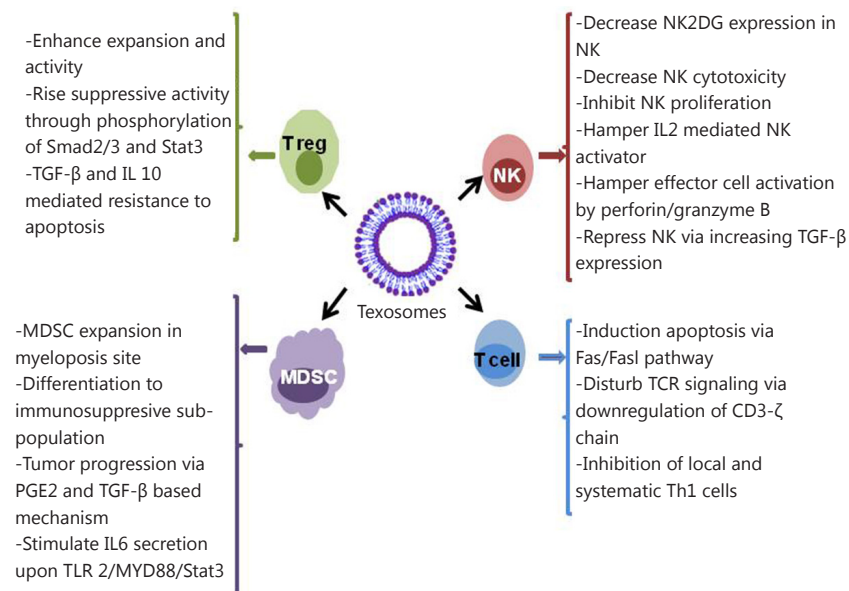 -Enhance expansion and
activity
-Rise suppressive activity
through phosphorylation
of Smad2/3 and Stat3
-TGF-β and IL 10
mediated resistance to
apoptosis
Treg
-Decrease NK2DG expression in
NK
-Decrease NK cytotoxicity
-Inhibit NK proliferation
-Hamper IL2 mediated NK
activator
-Hamper effector cell activation
by perforin/granzyme B
-Repress NK via increasing TGF-β
expression
NK
Texosomes
-MDSC expansion in
myeloposis site
-Differentiation to
immunosuppresive sub-
population
-Tumor progression via
PGE2 and TGF-β based
mechanism
-Stimulate IL6 secretion
upon TLR 2/MYD88/Stat3
MDSC
T cell
-Induction apoptosis via
Fas/Fasl pathway
-Disturb TCR signaling via
downregulation of CD3-ζ
chain
-Inhibition of local and
systematic Th1 cells